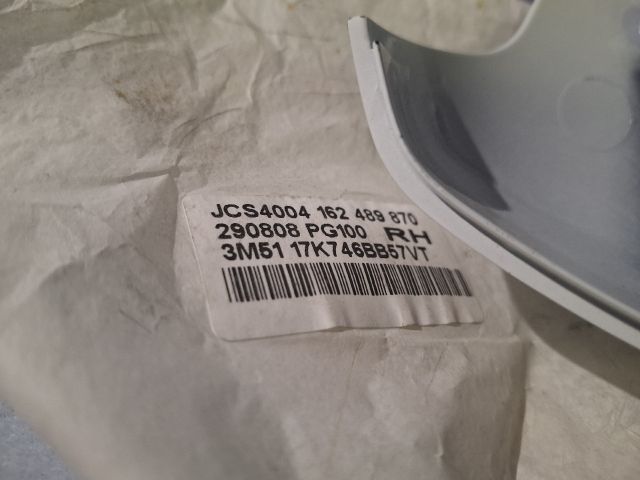 JCS4004 162 489 870
290808 PG100 RH
3M51 17K746BB57VT